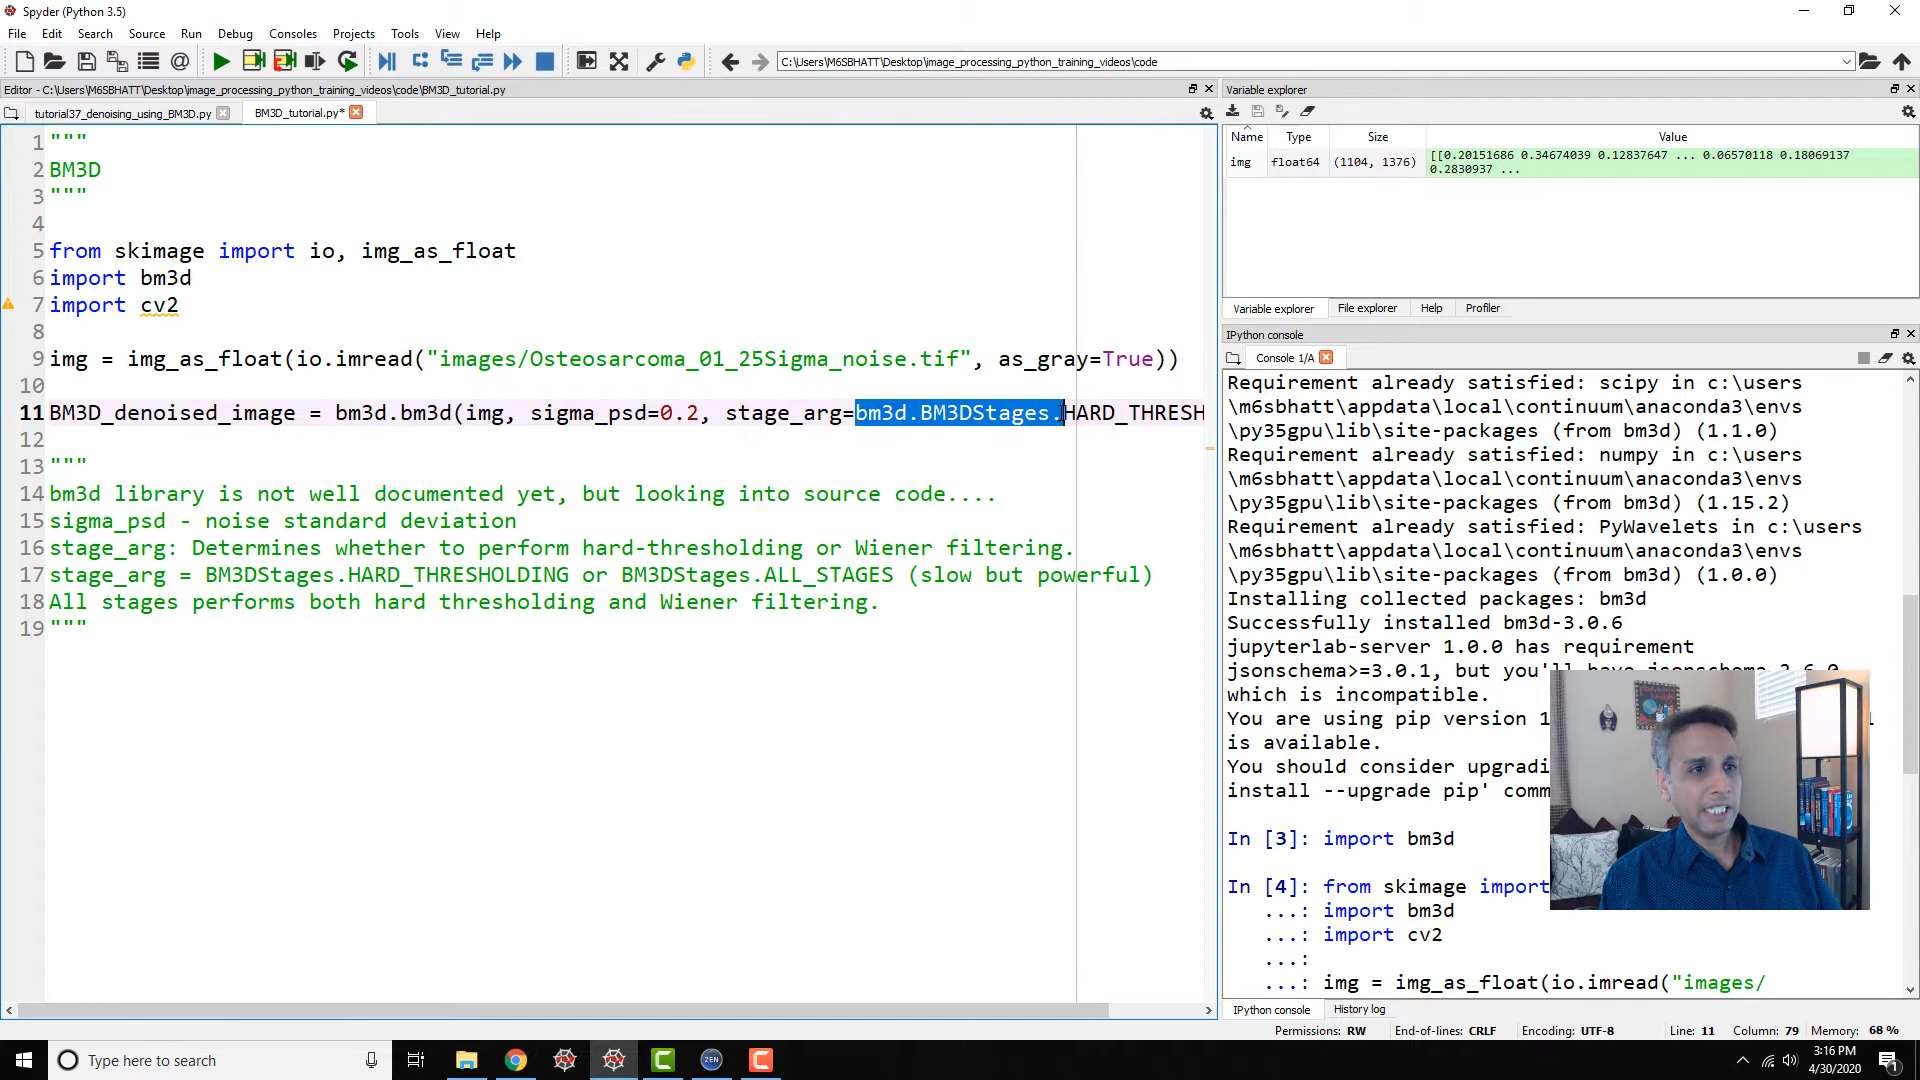 Spyder (Python 3.5)
File Edit Search Source Run Debug Consoles Projects Tools View Help
C:\Users\M6SBHATT\Desktop\image_processing_python_training_videos\code
Editor - C:\Users\M6SBHATT\Desktop\image_processing_python_training_videos\code\BM3D_tutorial.py
tutorial37_denoising_using_BM3D.py BM3D_tutorial.py*
1 """
2 BM3D
3 """
4
5 from skimage import io, img_as_float
6 import bm3d
7 import cv2
8
9 img = img_as_float(io.imread("images/Osteosarcoma_01_25Sigma_noise.tif", as_gray=True))
10
11 BM3D_denoised_image = bm3d.bm3d(img, sigma_psd=0.2, stage_arg=bm3d.BM3DStages.HARD_THRESH
12
13 """
14 bm3d library is not well documented yet, but looking into source code....
15 sigma_psd - noise standard deviation
16 stage_arg: Determines whether to perform hard-thresholding or Wiener filtering.
17 stage_arg = BM3DStages.HARD_THRESHOLDING or BM3DStages.ALL_STAGES (slow but powerful)
18 All stages performs both hard thresholding and Wiener filtering.
19 """
Variable explorer
Name Type Size Value
img float64 (1104, 1376) [[0.20151686 0.34674039 0.12837647 ... 0.06570118 0.18069137
0.2830937 ...
Variable explorer File explorer Help Profiler
IPython console
Console 1/A
Requirement already satisfied: scipy in c:\users
\m6sbhatt\appdata\local\continuum\anaconda3\envs
\py35gpu\lib\site-packages (from bm3d) (1.1.0)
Requirement already satisfied: numpy in c:\users
\m6sbhatt\appdata\local\continuum\anaconda3\envs
\py35gpu\lib\site-packages (from bm3d) (1.15.2)
Requirement already satisfied: PyWavelets in c:\users
\m6sbhatt\appdata\local\continuum\anaconda3\envs
\py35gpu\lib\site-packages (from bm3d) (1.0.0)
Installing collected packages: bm3d
Successfully installed bm3d-3.0.6
jupyterlab-server 1.0.0 has requirement
jsonschema>=3.0.1, but you'll have jsonschema 2.6.0
which is incompatible.
You are using pip version 1
is available.
You should consider upgradi
install --upgrade pip' comm
In [3]: import bm3d
In [4]: from skimage import
...: import bm3d
...: import cv2
...:
...: img = img_as_float(io.imread("images/
IPython console History log
Permissions: RW End-of-lines: CRLF Encoding: UTF-8 Line: 11 Column: 79 Memory: 68 %
Type here to search
ZEN
3:16 PM
4/30/2020